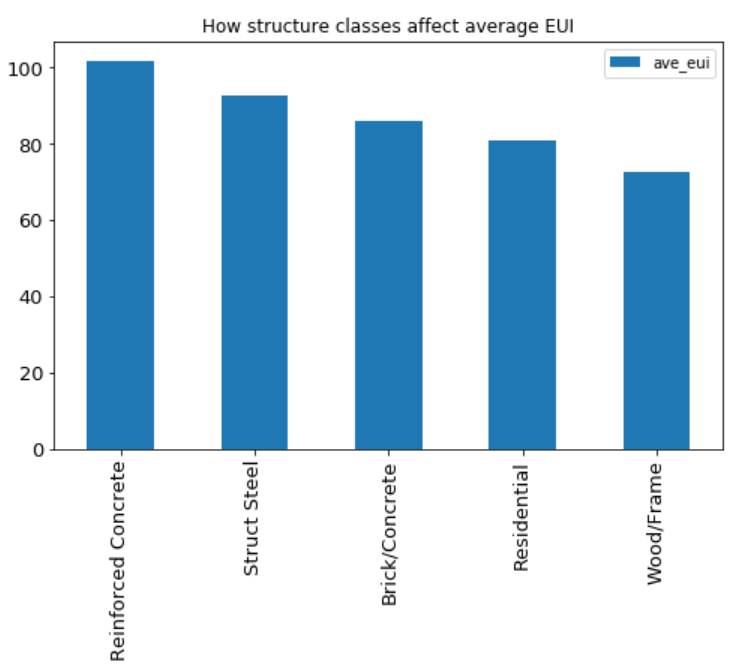 How structure classes affect average EUI
ave_eui
100
80
60
40
20
0
Reinforced Concrete
Struct Steel
Brick/Concrete
Residential
Wood/Frame